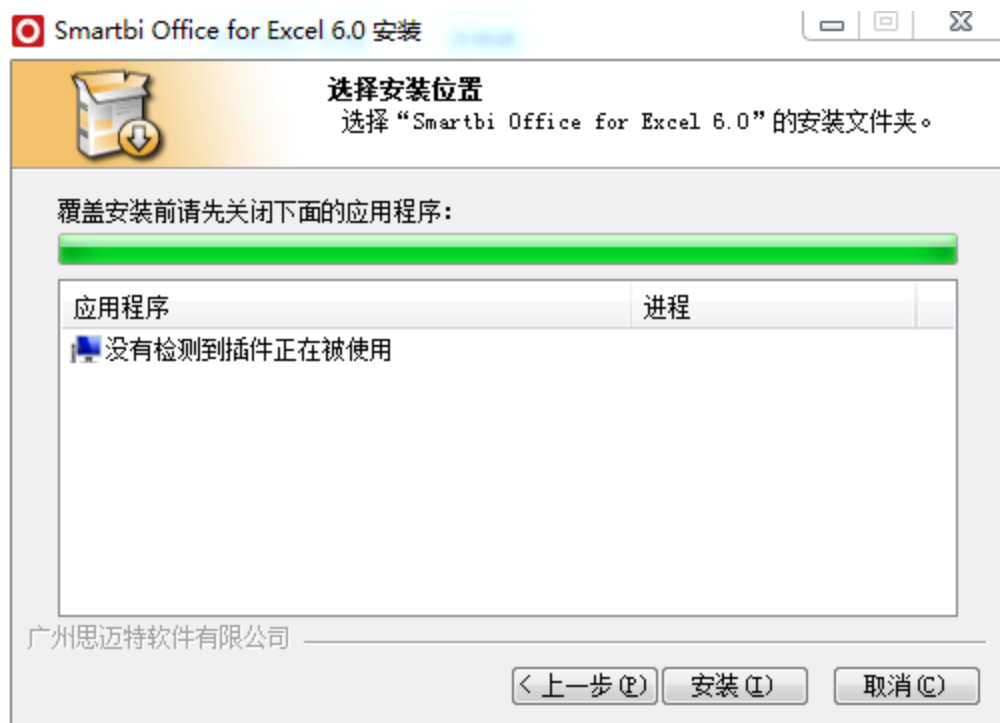 Smartbi Office for Excel 6.0 安装
选择安装位置
选择“Smartbi Office for Excel 6.0”的安装文件夹。
覆盖安装前请先关闭下面的应用程序：
应用程序 进程
没有检测到插件正在被使用
广州思迈特软件有限公司
< 上一步(P) 安装(I) 取消(C)